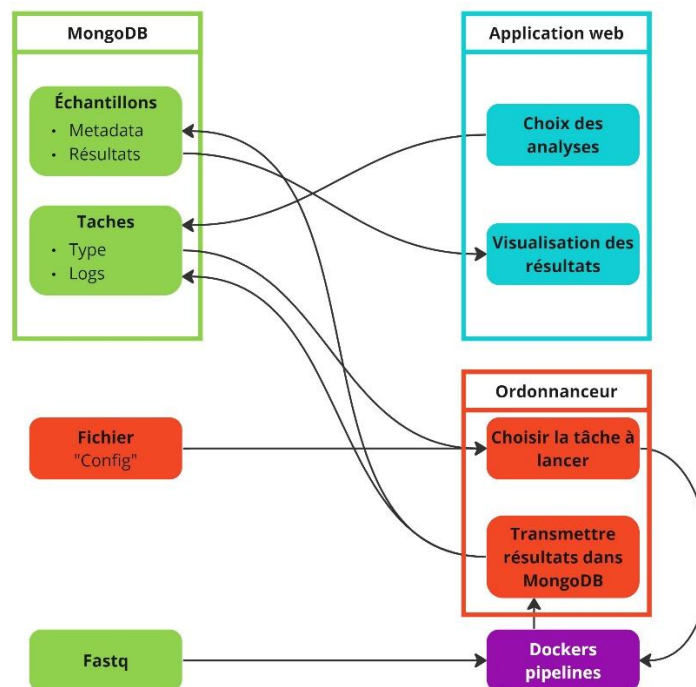 MongoDB
Échantillons
• Metadata
• Résultats
Taches
• Type
• Logs
Application web
Choix des
analyses
Visualisation des
résultats
Fichier
"Config"
Ordonnanceur
Choisir la tâche à
lancer
Transmettre
résultats dans
MongoDB
Fastq
Dockers
pipelines